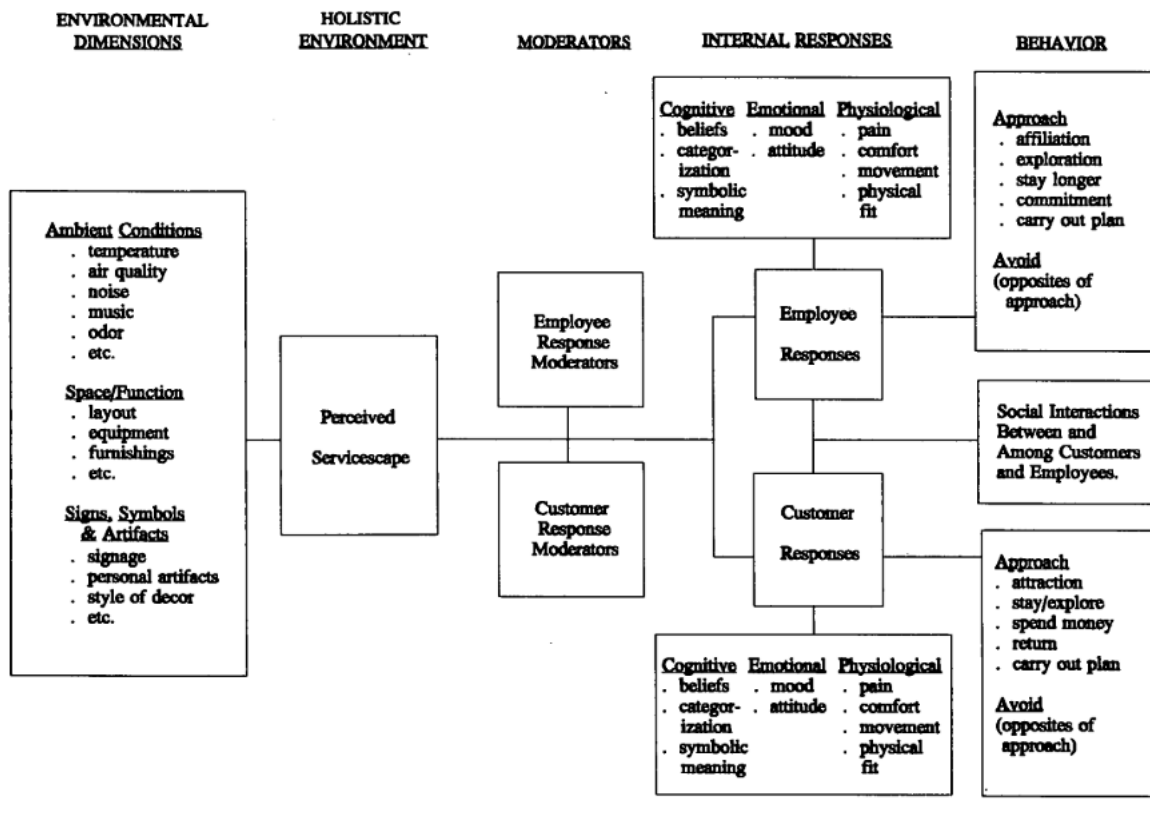 ENVIRONMENTAL
DIMENSIONS
HOLISTIC
ENVIRONMENT
MODERATORS
INTERNAL RESPONSES
BEHAVIOR
Ambient Conditions
. temperature
. air quality
. noise
. music
. odor
. etc.
Space/Function
. layout
. equipment
. furnishings
. etc.
Signs, Symbols
& Artifacts
. signage
. personal artifacts
. style of decor
. etc.
Perceived
Servicescape
Employee
Response
Moderators
Customer
Response
Moderators
Cognitive
. beliefs
. categor-
ization
. symbolic
meaning
Emotional
. mood
. attitude
Physiological
. pain
. comfort
. movement
. physical
fit
Employee
Responses
Customer
Responses
Cognitive
. beliefs
. categor-
ization
. symbolic
meaning
Emotional
. mood
. attitude
Physiological
. pain
. comfort
. movement
. physical
fit
Approach
. affiliation
. exploration
. stay longer
. commitment
. carry out plan
Avoid
(opposites of
approach)
Social Interactions
Between and
Among Customers
and Employees.
Approach
. attraction
. stay/explore
. spend money
. return
. carry out plan
Avoid
(opposites of
approach)